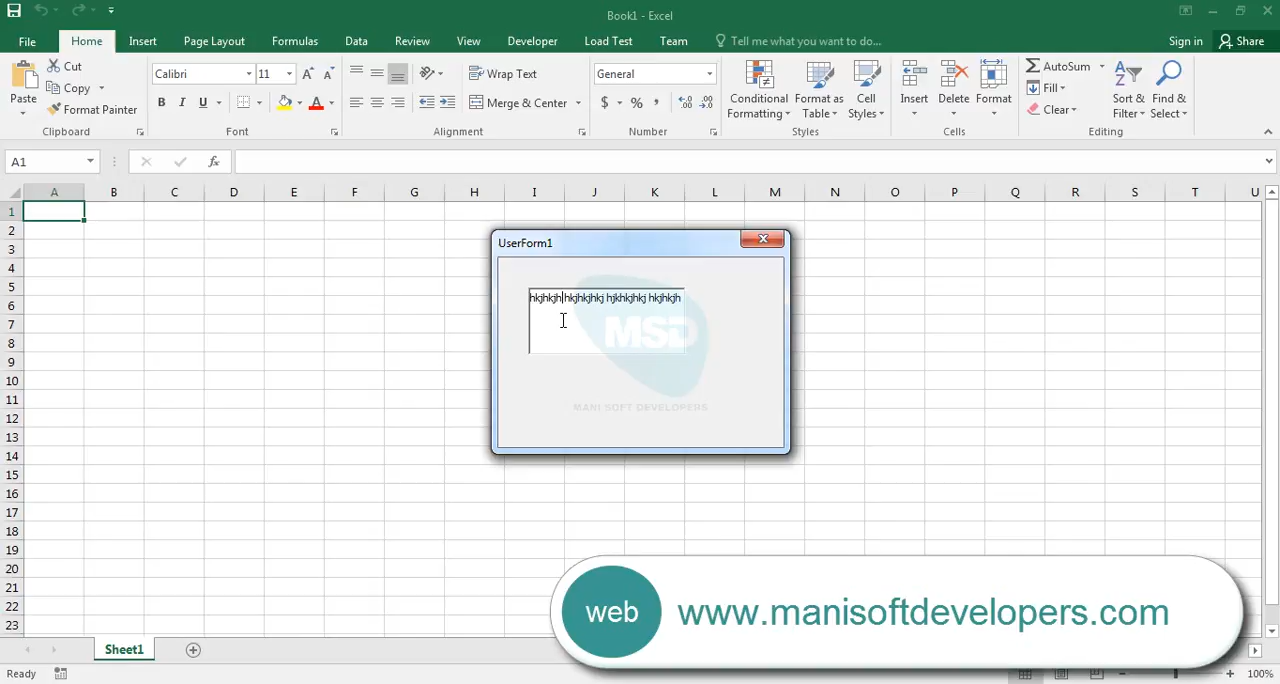 Book1 - Excel
File Home Insert Page Layout Formulas Data Review View Developer Load Test Team Tell me what you want to do... Sign in Share
Paste Cut Copy Format Painter
Clipboard
Calibri 11
B I U
Font
Wrap Text
Merge & Center
Alignment
General
$ % ,
Number
Conditional Formatting Format as Table Cell Styles
Styles
Insert Delete Format
Cells
AutoSum Fill Clear
Sort & Filter Find & Select
Editing
A1 fx
A B C D E F G H I J K L M N O P Q R S T U
1
2
3
4
5
6
7
8
9
10
11
12
13
14
15
16
17
18
19
20
21
22
23
UserForm1
hkjhkjh hkjhkjhkj hjkhkjhkj hkjhkjh
MSD
MANI SOFT DEVELOPERS
web www.manisoftdevelopers.com
Sheet1
Ready 100%